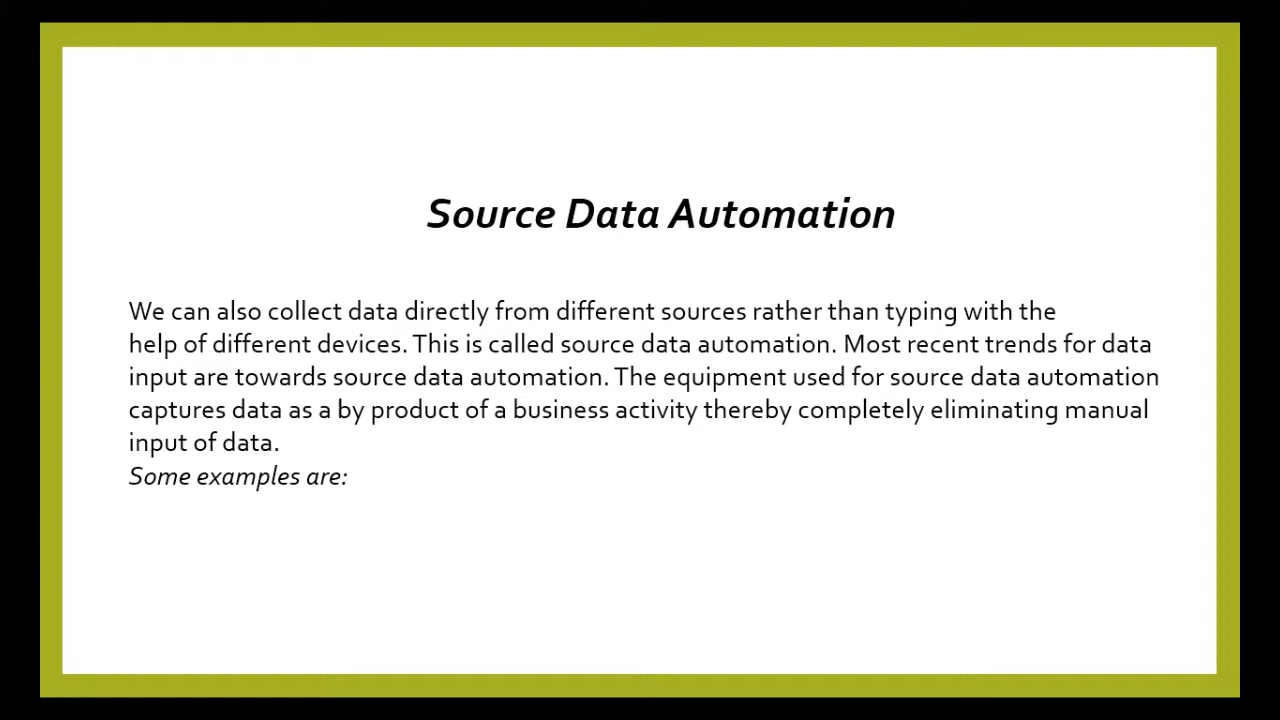 Source Data Automation
We can also collect data directly from different sources rather than typing with the
help of different devices. This is called source data automation. Most recent trends for data
input are towards source data automation. The equipment used for source data automation
captures data as a by product of a business activity thereby completely eliminating manual
input of data.
Some examples are: